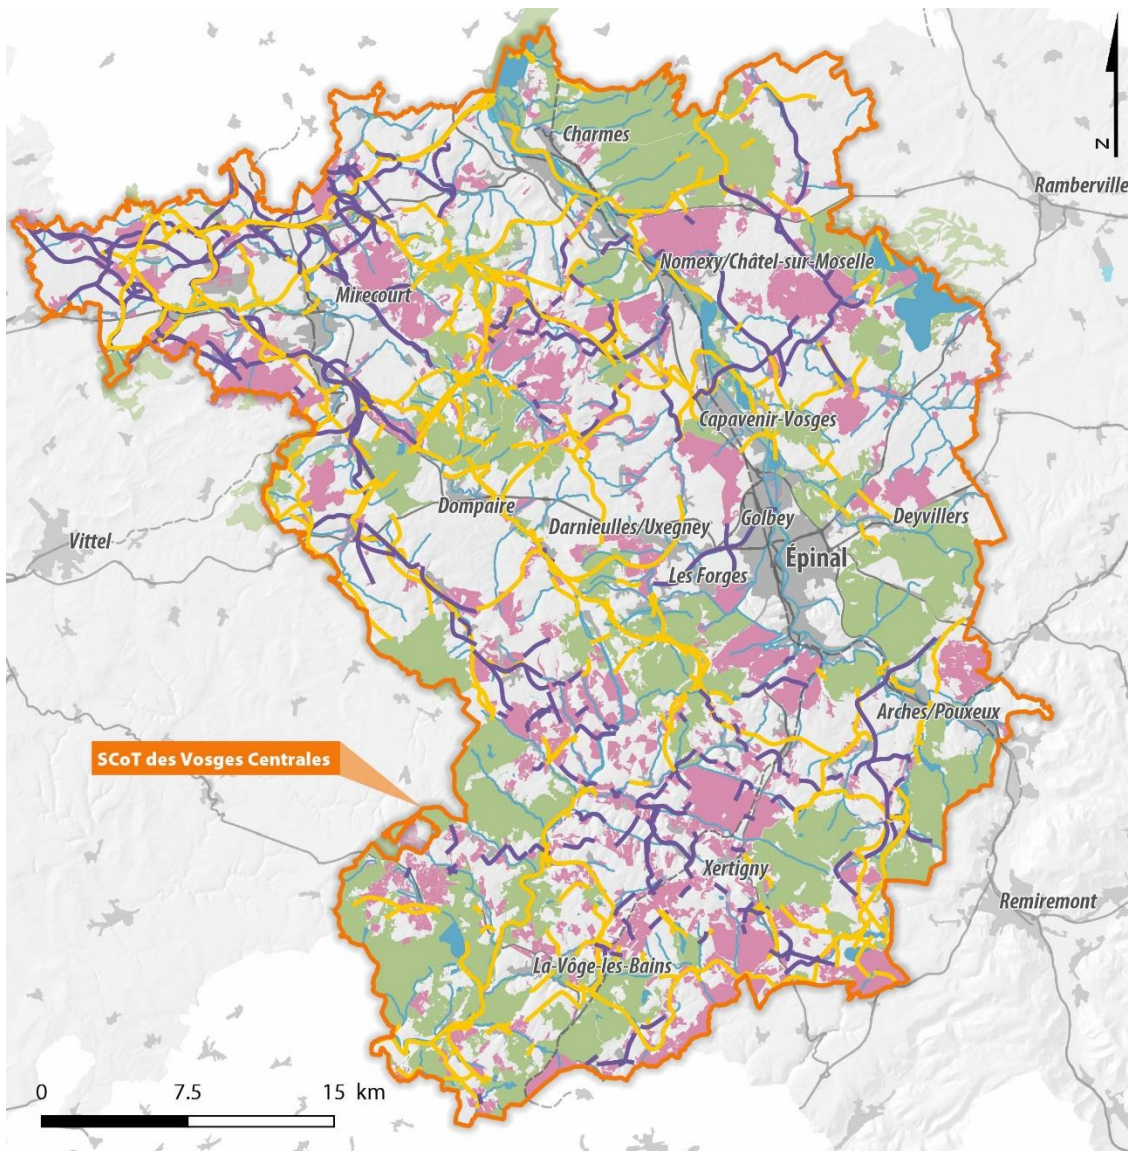 Charmes
Ramberville
N
Nomexy/Châtel-sur-Moselle
Mirecourt
Capavenir-Vosges
Dompaire
Darnieulles/Uxegney
Golbey
Deyvillers
Vittel
Épinal
Les Forges
Arches/Pouxeux
SCoT des Vosges Centrales
Xertigny
Remiremont
La-Vôge-les-Bains
0 7.5 15 km